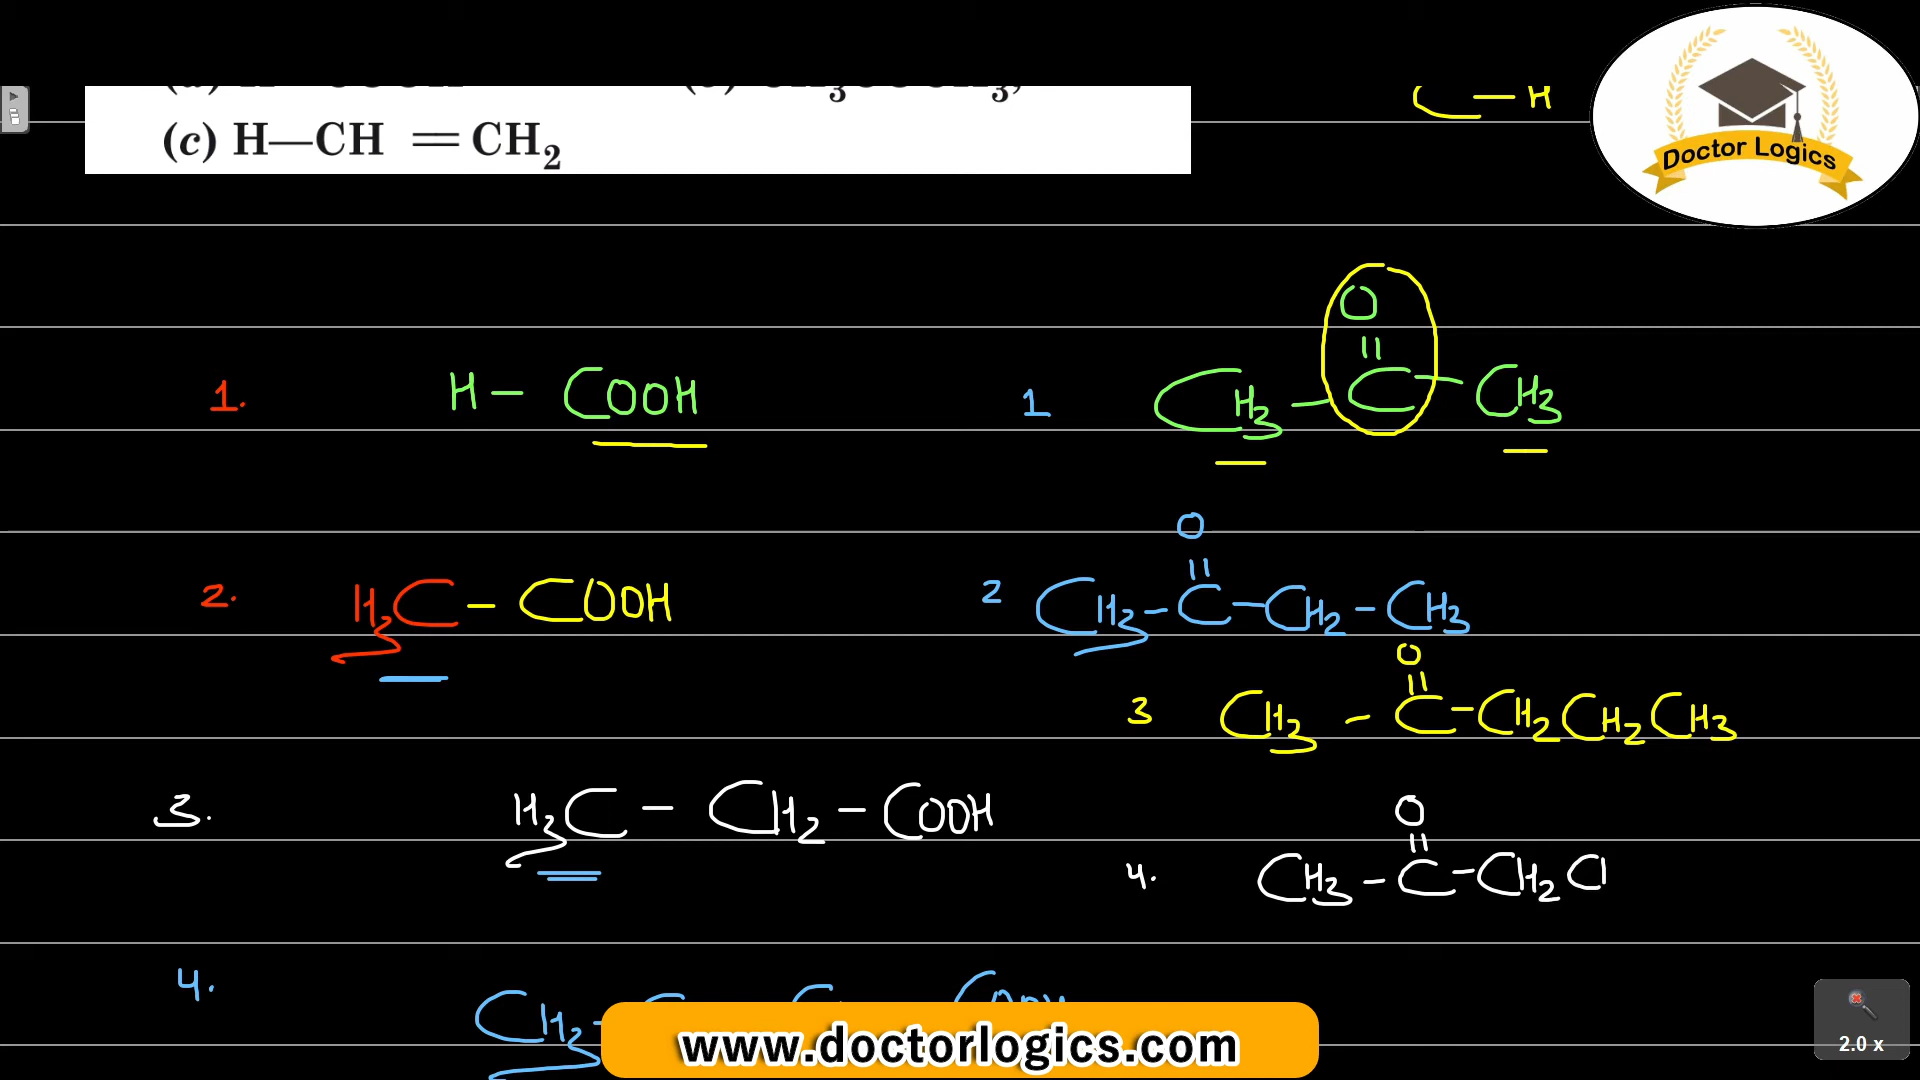 C — H
(c) H—CH ═ CH₂
Doctor Logics
1. H – COOH
O
||
1 CH₃ – C – CH₃
O
||
2. H₃C – COOH
2 CH₃ – C – CH₂ – CH₃
O
||
3 CH₃ – C – CH₂CH₂CH₃
3. H₃C – CH₂ – COOH
O
||
4. CH₃ – C – CH₂Cl
4.
CH₃ –
www.doctorlogics.com
2.0 x